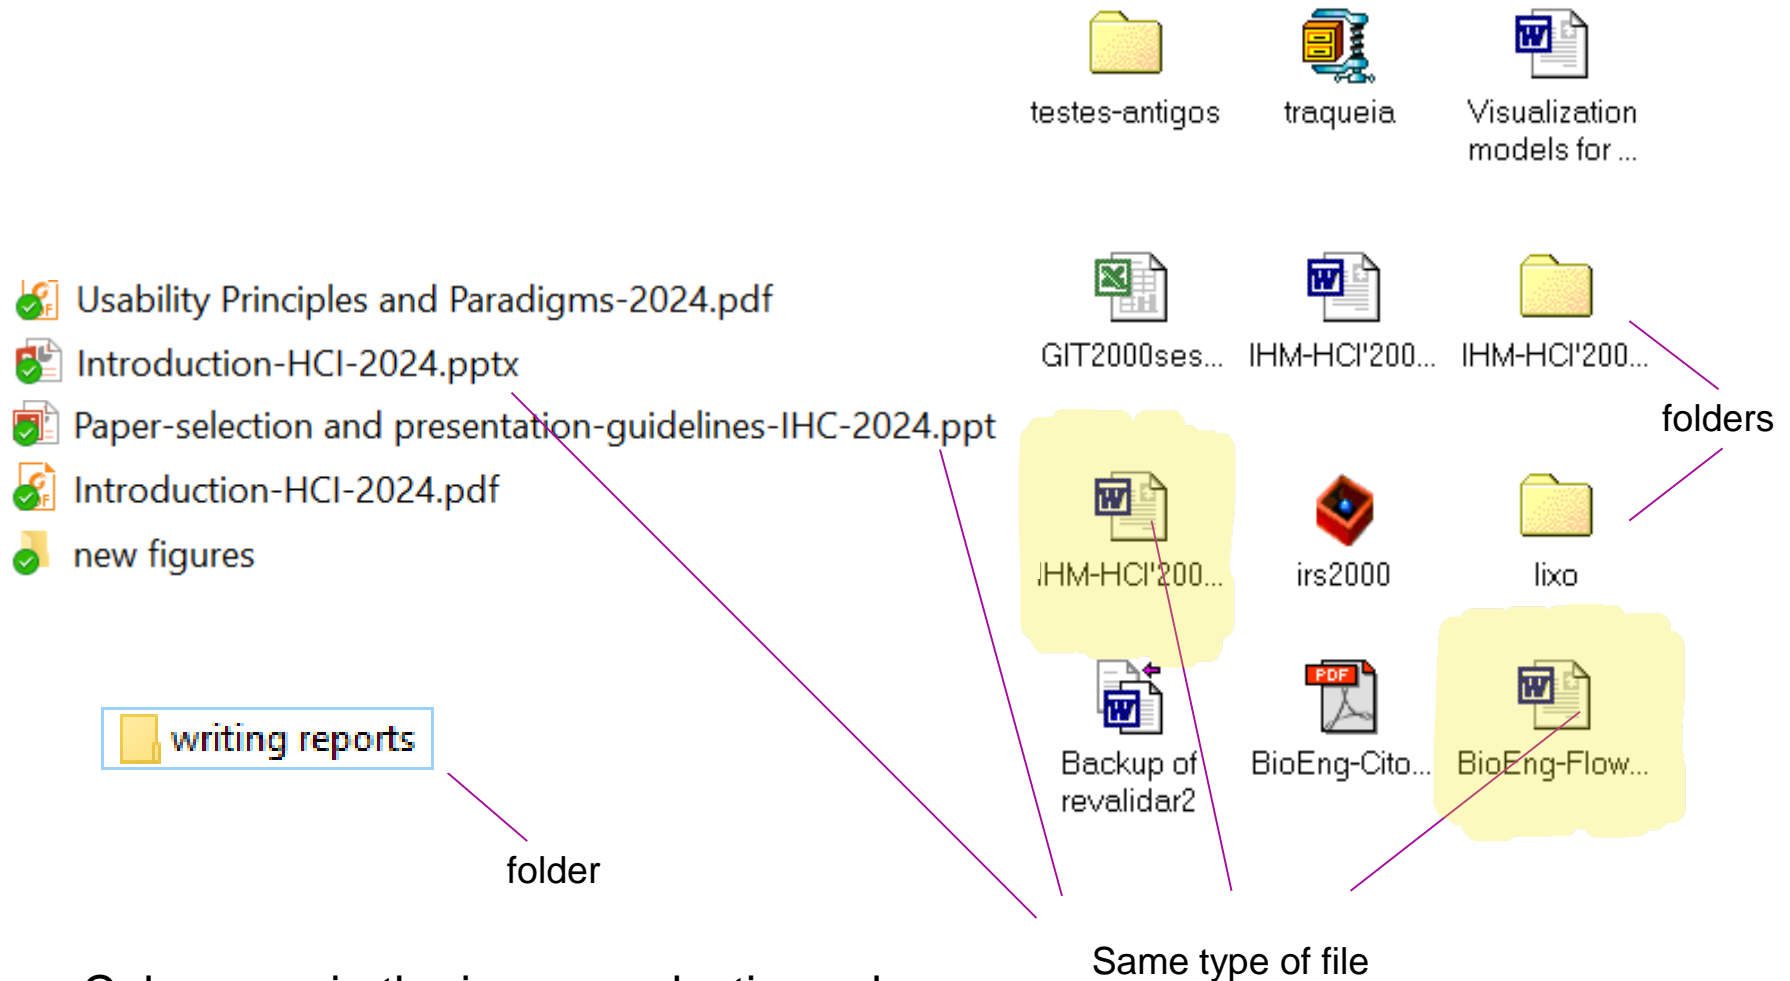 testes-antigos
traqueia
Visualization
models for ...
Usability Principles and Paradigms-2024.pdf
Introduction-HCI-2024.pptx
Paper-selection and presentation-guidelines-IHC-2024.ppt
Introduction-HCI-2024.pdf
new figures
GIT2000ses...
IHM-HCI'200...
IHM-HCI'200...
folders
IHM-HCI'200...
irs2000
lixo
writing reports
folder
PDF
Backup of
revalidar2
BioEng-Cito...
BioEng-Flow...
Same type of file